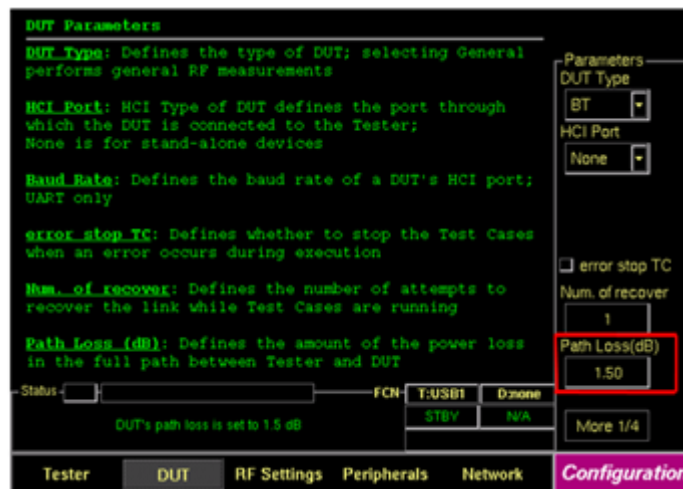 DUT Parameters
DUT Type: Defines the type of DUT; selecting General
performs general RF measurements
HCI Port: HCI Type of DUT defines the port through
which the DUT is connected to the Tester;
None is for stand-alone devices
Baud Rate: Defines the baud rate of a DUT's HCI port;
UART only
error stop TC: Defines whether to stop the Test Cases
when an error occurs during execution
Num. of recover: Defines the number of attempts to
recover the link while Test Cases are running
Path Loss (dB): Defines the amount of the power loss
in the full path between Tester and DUT
Parameters
DUT Type
BT
HCI Port
None
error stop TC
Num. of recover
1
Path Loss(dB)
1.50
More 1/4
Status
FCN
T:USB1 D:none
STBY N/A
DUT's path loss is set to 1.5 dB
Tester DUT RF Settings Peripherals Network Configuration